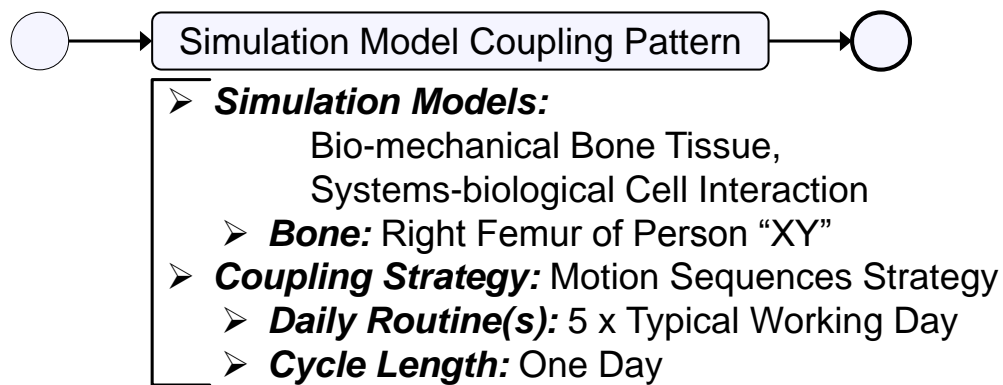 Simulation Model Coupling Pattern
➢ Simulation Models:
Bio-mechanical Bone Tissue,
Systems-biological Cell Interaction
➢ Bone: Right Femur of Person “XY”
➢ Coupling Strategy: Motion Sequences Strategy
➢ Daily Routine(s): 5 x Typical Working Day
➢ Cycle Length: One Day